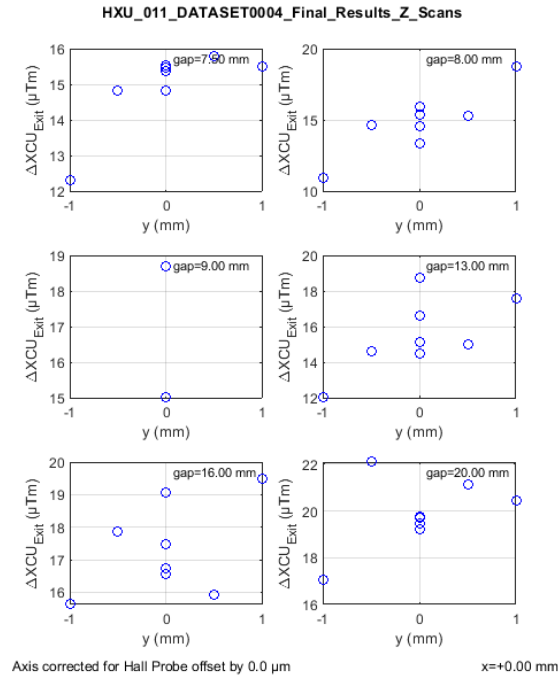 HXU_011_DATASET0004_Final_Results_Z_Scans
16
15
14
13
12
-1
0
1
ΔXCU_Exit (µTm)
y (mm)
gap=7.50 mm
20
15
10
-1
0
1
ΔXCU_Exit (µTm)
y (mm)
gap=8.00 mm
19
18
17
16
15
-1
0
1
ΔXCU_Exit (µTm)
y (mm)
gap=9.00 mm
20
18
16
14
12
-1
0
1
ΔXCU_Exit (µTm)
y (mm)
gap=13.00 mm
20
19
18
17
16
-1
0
1
ΔXCU_Exit (µTm)
y (mm)
gap=16.00 mm
22
20
18
16
-1
0
1
ΔXCU_Exit (µTm)
y (mm)
gap=20.00 mm
Axis corrected for Hall Probe offset by 0.0 µm
x=+0.00 mm